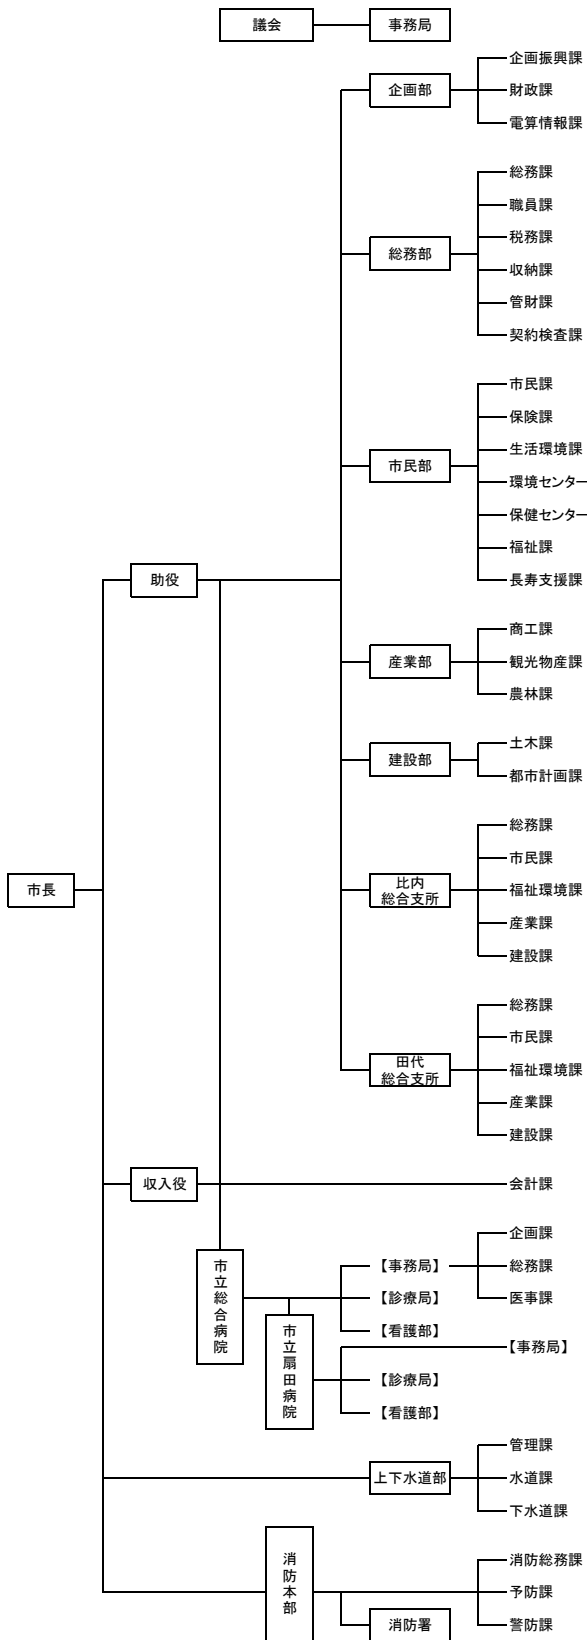 議会
事務局
企画振興課
企画部
財政課
電算情報課
総務課
職員課
税務課
総務部
収納課
管財課
契約検査課
市民課
保険課
生活環境課
市民部
環境センター
保健センター
福祉課
助役
長寿支援課
商工課
産業部
観光物産課
農林課
土木課
建設部
都市計画課
総務課
市民課
市長
比内
総合支所
福祉環境課
産業課
建設課
総務課
市民課
田代
総合支所
福祉環境課
産業課
建設課
収入役
会計課
市立総合病院
企画課
【事務局】
総務課
【診療局】
医事課
【看護部】
市立扇田病院
【事務局】
【診療局】
【看護部】
管理課
上下水道部
水道課
下水道課
消防本部
消防総務課
予防課
消防署
警防課